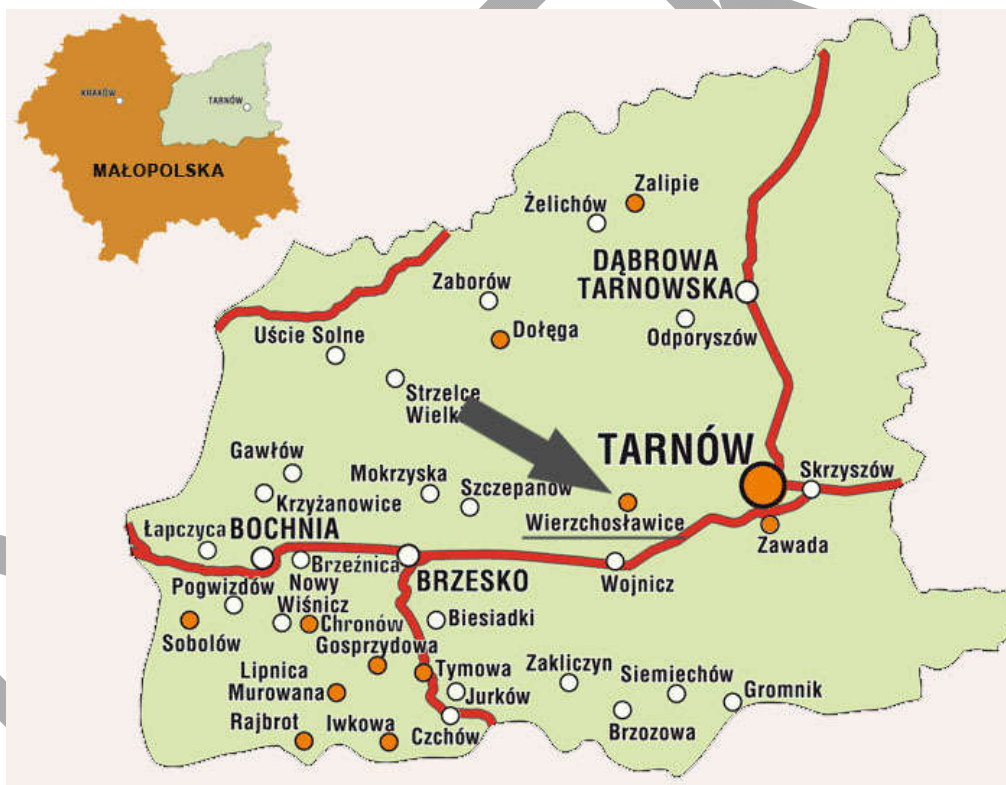 KRAKÓW
TARNÓW
MAŁOPOLSKA
Zalipie
Żelichów
DĄBROWA
TARNOWSKA
Zaborów
Odporyszów
Dołęga
Uście Solne
Strzelce
Wielk
TARNÓW
Skrzyszów
Gawłów
Mokrzyska
Krzyżanowice
Szczepanów
Wierzchosławice
Zawada
Łapczyca
BOCHNIA
Brzeźnica
BRZESKO
Wojnicz
Pogwizdów
Nowy
Wiśnicz
Chronów
Biesiadki
Sobolów
Gosprzydowa
Lipnica
Murowana
Tymowa
Jurków
Zakliczyn
Siemiechów
Gromnik
Rajbrot
Iwkowa
Czchów
Brzozowa